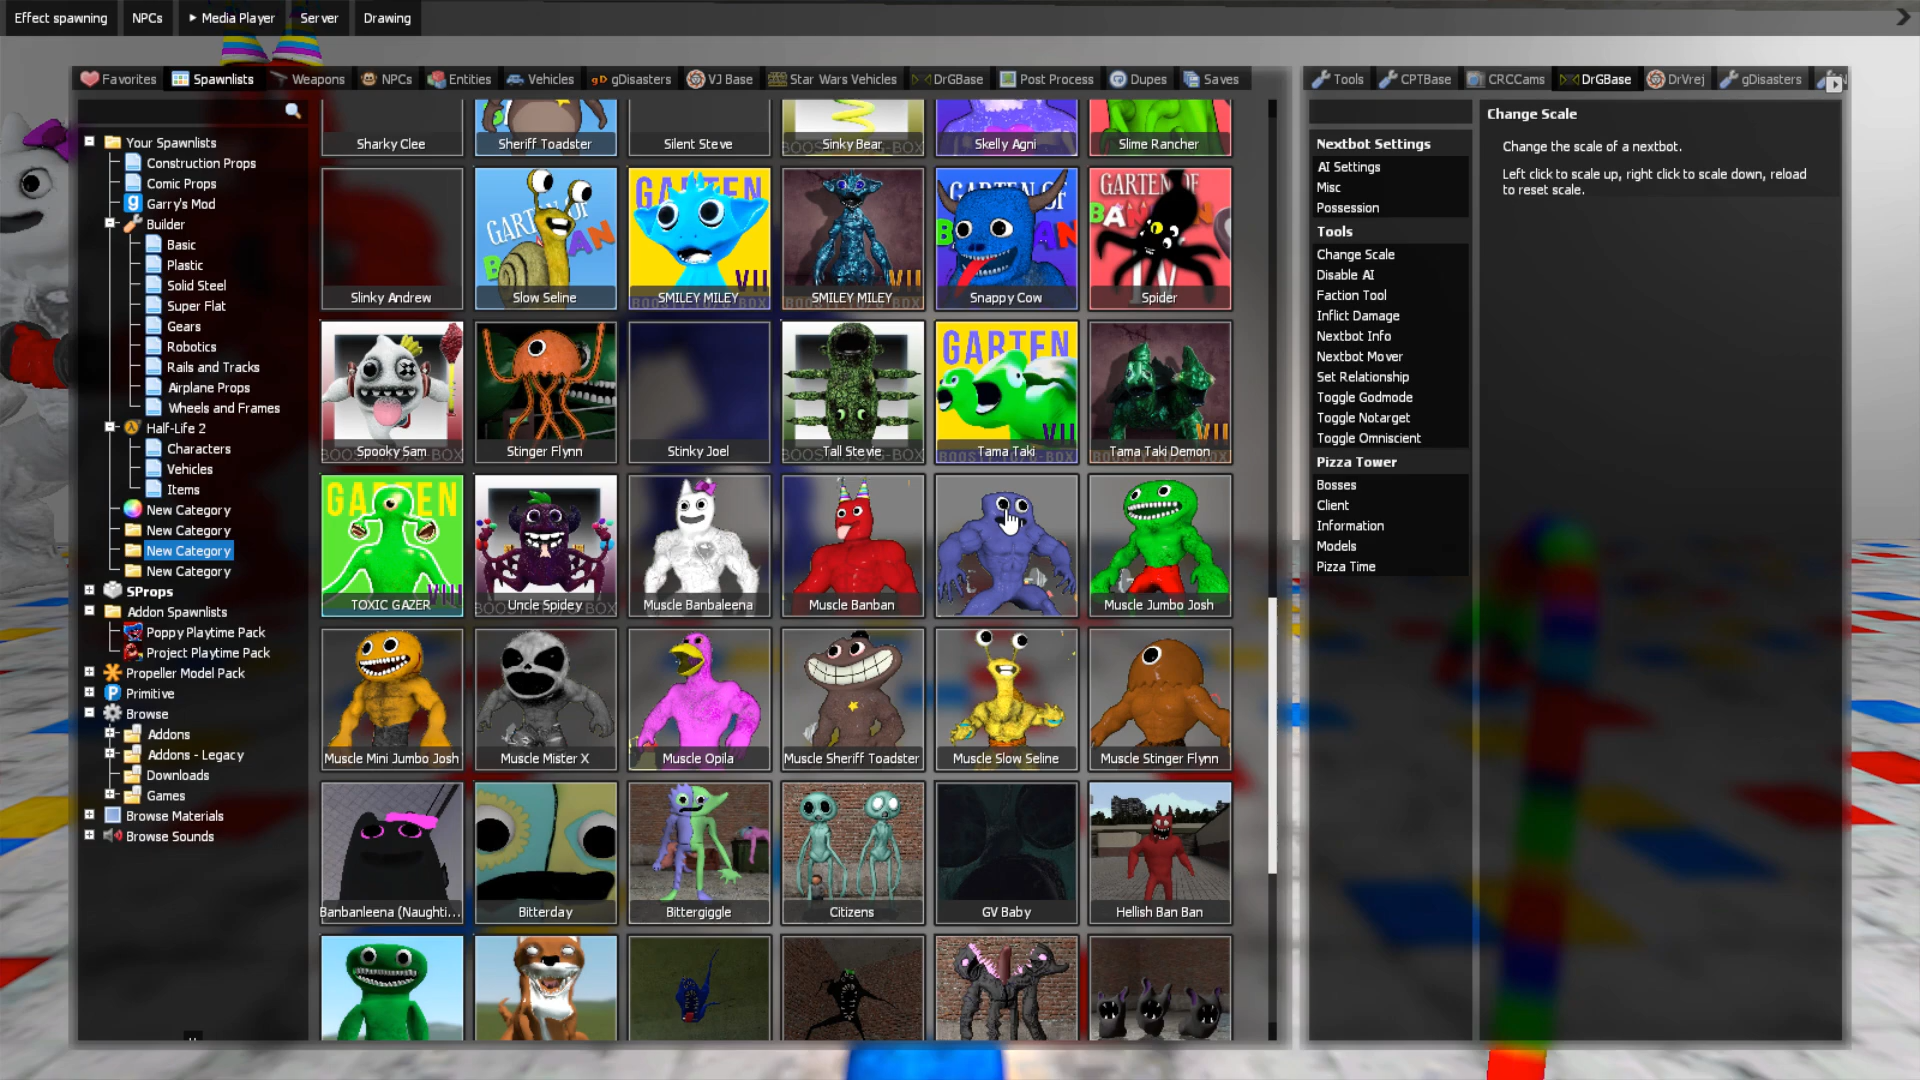 Effect spawning
NPCs
Media Player
Server
Drawing
Favorites
Spawnlists
Weapons
NPCs
Entities
Vehicles
gDisasters
VJ Base
Star Wars Vehicles
DrGBase
Post Process
Dupes
Saves
Tools
CPTBase
CRCCams
DrGBase
DrVrej
gDisasters
Your Spawnlists
Construction Props
Comic Props
Garry's Mod
Builder
Basic
Plastic
Solid Steel
Super Flat
Gears
Robotics
Rails and Tracks
Airplane Props
Wheels and Frames
Half-Life 2
Characters
Vehicles
Items
New Category
New Category
New Category
New Category
SProps
Addon Spawnlists
Poppy Playtime Pack
Project Playtime Pack
Propeller Model Pack
Primitive
Browse
Addons
Addons - Legacy
Downloads
Games
Browse Materials
Browse Sounds
Sharky Clee
Sheriff Toadster
Silent Steve
Sinky Bear
Skelly Agni
Slime Rancher
Slinky Andrew
Slow Seline
SMILEY MILEY
SMILEY MILEY
Snappy Cow
Spider
Spooky Sam
Stinger Flynn
Stinky Joel
Tall Stevie
Tama Taki
Tama Taki Demon
TOXIC GAZER
Uncle Spidey
Muscle Banbaleena
Muscle Banban
Muscle Jumbo Josh
Muscle Mini Jumbo Josh
Muscle Mister X
Muscle Opila
Muscle Sheriff Toadster
Muscle Slow Seline
Muscle Stinger Flynn
Banbanleena (Naughti...
Bitterday
Bittergiggle
Citizens
GV Baby
Hellish Ban Ban
Nextbot Settings
AI Settings
Misc
Possession
Tools
Change Scale
Disable AI
Faction Tool
Inflict Damage
Nextbot Info
Nextbot Mover
Set Relationship
Toggle Godmode
Toggle Notarget
Toggle Omniscient
Pizza Tower
Bosses
Client
Information
Models
Pizza Time
Change Scale
Change the scale of a nextbot.
Left click to scale up, right click to scale down, reload
to reset scale.